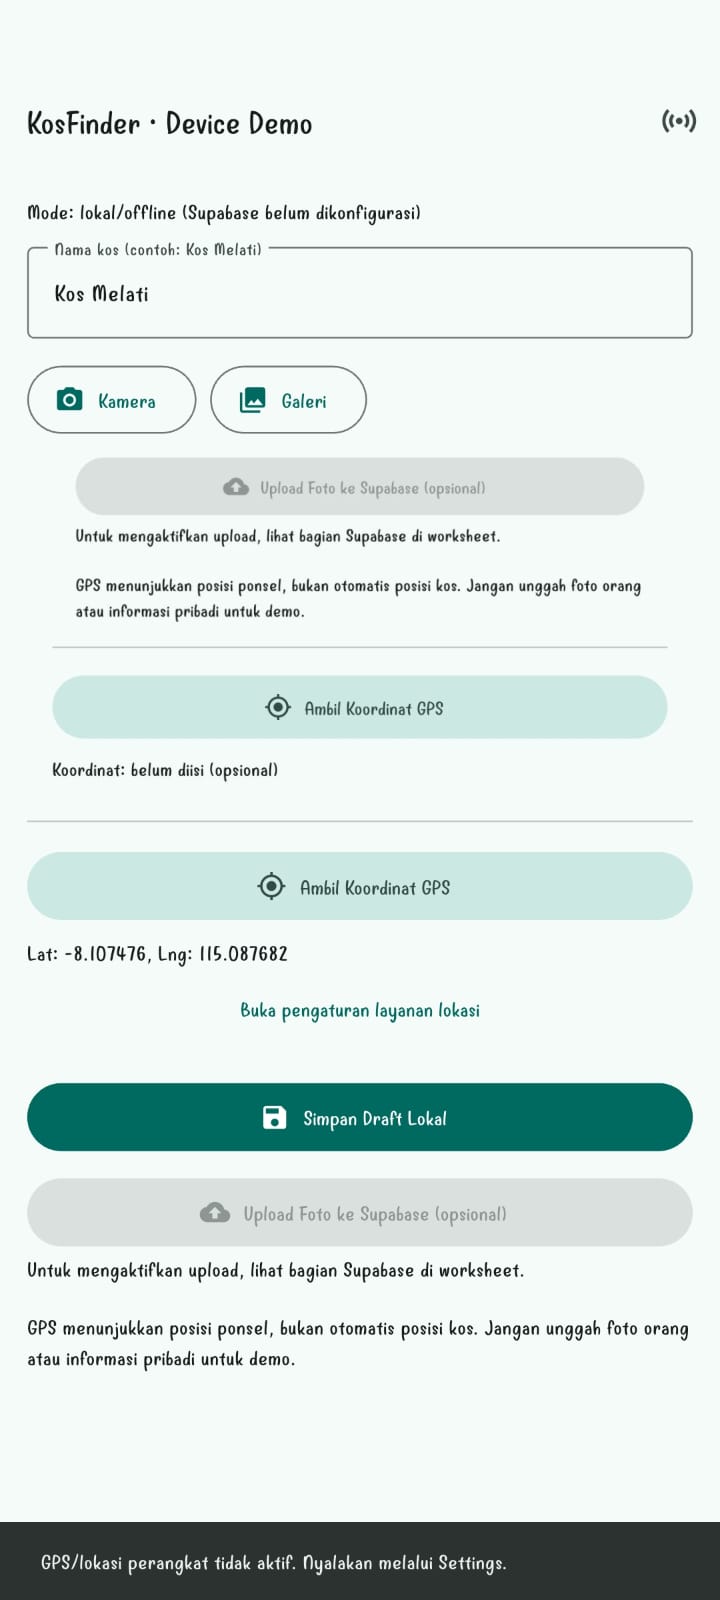 KosFinder · Device Demo
Mode: lokal/offline (Supabase belum dikonfigurasi)
Nama kos (contoh: Kos Melati)
Kos Melati
Kamera
Galeri
Upload Foto ke Supabase (opsional)
Untuk mengaktifkan upload, lihat bagian Supabase di worksheet.
GPS menunjukkan posisi ponsel, bukan otomatis posisi kos. Jangan unggah foto orang
atau informasi pribadi untuk demo.
Ambil Koordinat GPS
Koordinat: belum diisi (opsional)
Ambil Koordinat GPS
Lat: -8.107476, Lng: 115.087682
Buka pengaturan layanan lokasi
Simpan Draft Lokal
Upload Foto ke Supabase (opsional)
Untuk mengaktifkan upload, lihat bagian Supabase di worksheet.
GPS menunjukkan posisi ponsel, bukan otomatis posisi kos. Jangan unggah foto orang
atau informasi pribadi untuk demo.
GPS/lokasi perangkat tidak aktif. Nyalakan melalui Settings.